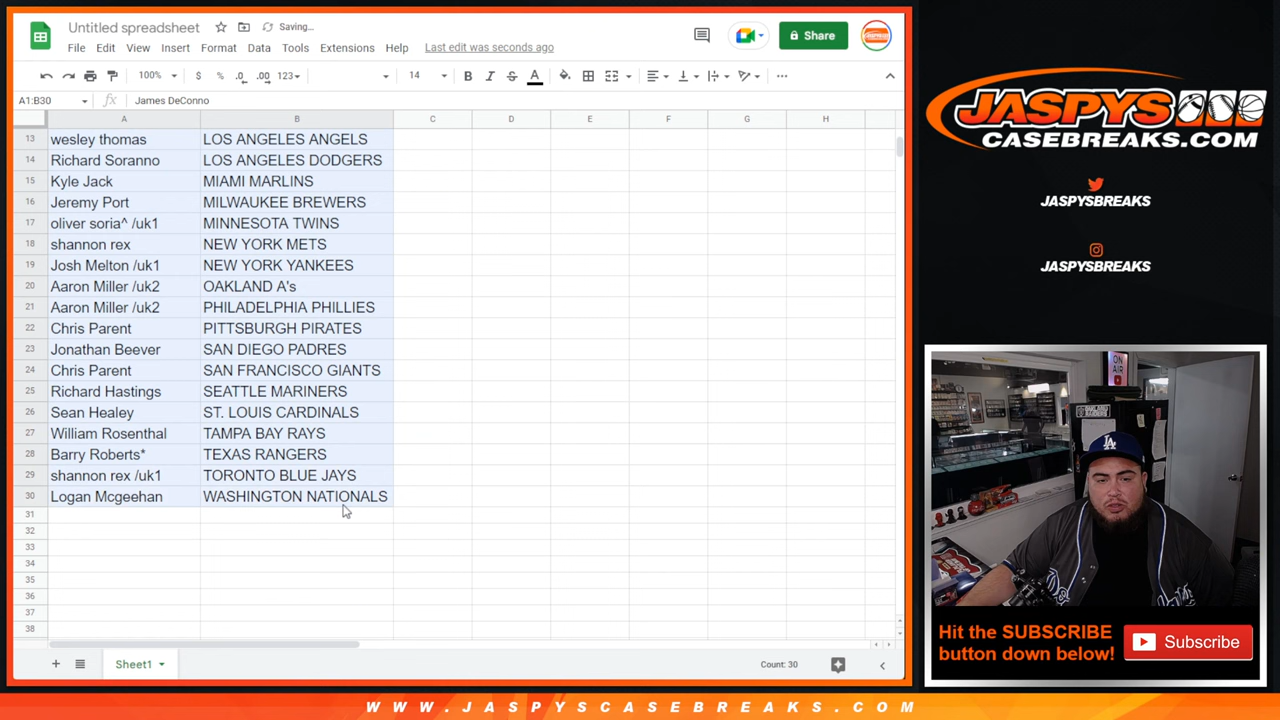 Untitled spreadsheet Saving...
File Edit View Insert Format Data Tools Extensions Help Last edit was seconds ago
Share
100% $ % .0 .00 123 14 B I S A
A1:B30 fx James DeConno
A B C D E F G H
13 wesley thomas LOS ANGELES ANGELS
14 Richard Soranno LOS ANGELES DODGERS
15 Kyle Jack MIAMI MARLINS
16 Jeremy Port MILWAUKEE BREWERS
17 oliver soria^ /uk1 MINNESOTA TWINS
18 shannon rex NEW YORK METS
19 Josh Melton /uk1 NEW YORK YANKEES
20 Aaron Miller /uk2 OAKLAND A's
21 Aaron Miller /uk2 PHILADELPHIA PHILLIES
22 Chris Parent PITTSBURGH PIRATES
23 Jonathan Beever SAN DIEGO PADRES
24 Chris Parent SAN FRANCISCO GIANTS
25 Richard Hastings SEATTLE MARINERS
26 Sean Healey ST. LOUIS CARDINALS
27 William Rosenthal TAMPA BAY RAYS
28 Barry Roberts* TEXAS RANGERS
29 shannon rex /uk1 TORONTO BLUE JAYS
30 Logan Mcgeehan WASHINGTON NATIONALS
31
32
33
34
35
36
37
38
Sheet1 Count: 30
JASPYS
CASEBREAKS.COM
JASPYSBREAKS
JASPYSBREAKS
ON
AIR
Hit the SUBSCRIBE
button down below!
Subscribe
WWW.JASPYSCASEBREAKS.COM